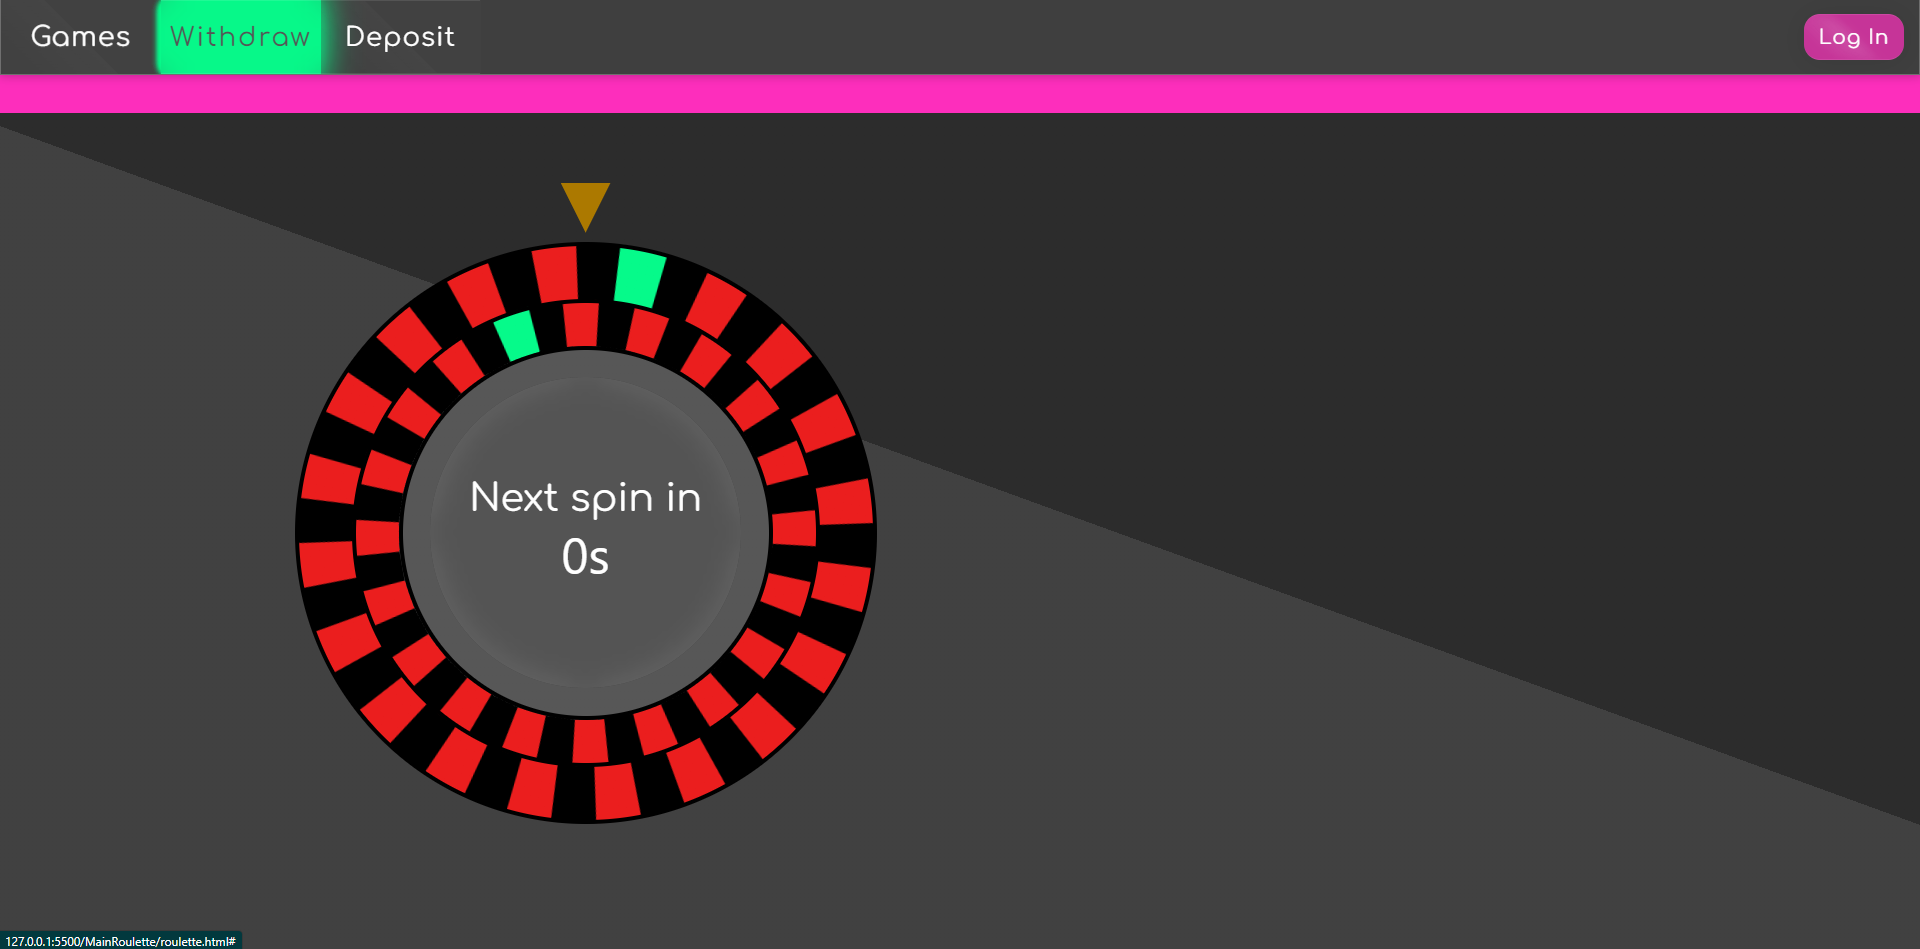 Games Withdraw Deposit Log In
Next spin in
0s
127.0.0.1:5500/MainRoulette/roulette.html#